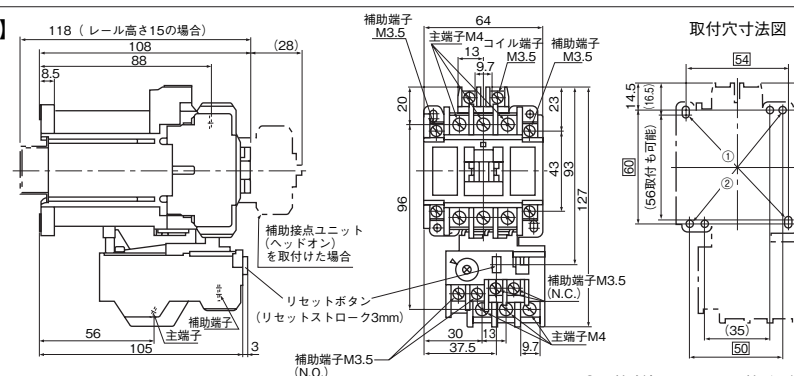 】
118（レール高さ15の場合）
108
(28)
88
8.5
補助接点ユニット
（ヘッドオン）
を取付けた場合
リセットボタン
（リセットストローク3mm）
補助端子
主端子
56
105
3
補助端子
M3.5
64
主端子M4
13
コイル端子
M3.5
9.7
補助端子
M3.5
20
23
43
93
127
96
補助端子M3.5
(N.C.)
主端子M4
30
13
37.5
9.7
補助端子M3.5
(N.O.)
取付穴寸法図
54
14.5
(16.5)
60
(56取付も可能)
①
②
(35)
50